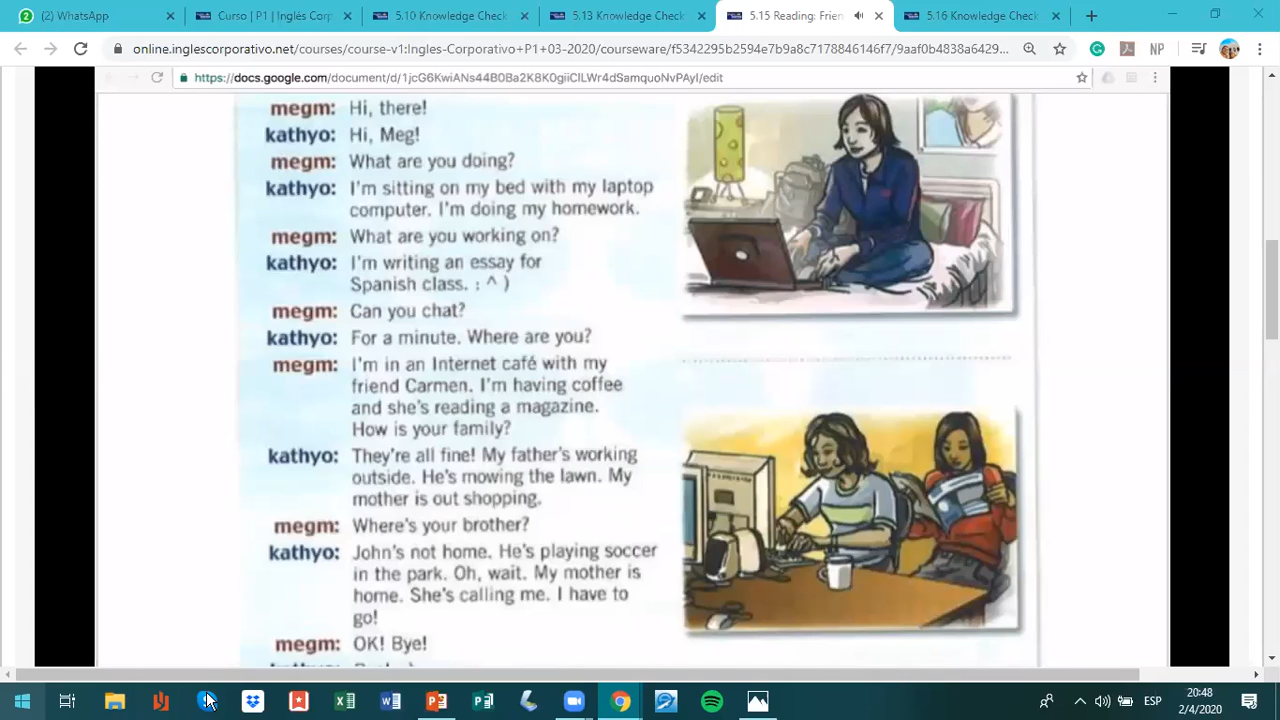 (2) WhatsApp
Curso | P1 | Inglés Corp
5.10 Knowledge Check
5.13 Knowledge Check
5.15 Reading: Frien
5.16 Knowledge Check
online.inglescorporativo.net/courses/course-v1:Ingles-Corporativo+P1+03-2020/courseware/f5342295b2594e7b9a8c7178846146f7/9aaf0b4838a6429...
NP
https://docs.google.com/document/d/1jcG6KwiANs44B0Ba2K8K0giiClLWr4dSamquoNvPAyI/edit
megm: Hi, there!
kathyo: Hi, Meg!
megm: What are you doing?
kathyo: I'm sitting on my bed with my laptop
computer. I'm doing my homework.
megm: What are you working on?
kathyo: I'm writing an essay for
Spanish class. : ^ )
megm: Can you chat?
kathyo: For a minute. Where are you?
megm: I'm in an Internet café with my
friend Carmen. I'm having coffee
and she's reading a magazine.
How is your family?
kathyo: They're all fine! My father's working
outside. He's mowing the lawn. My
mother is out shopping.
megm: Where's your brother?
kathyo: John's not home. He's playing soccer
in the park. Oh, wait. My mother is
home. She's calling me. I have to
go!
megm: OK! Bye!
ESP
20:48
2/4/2020